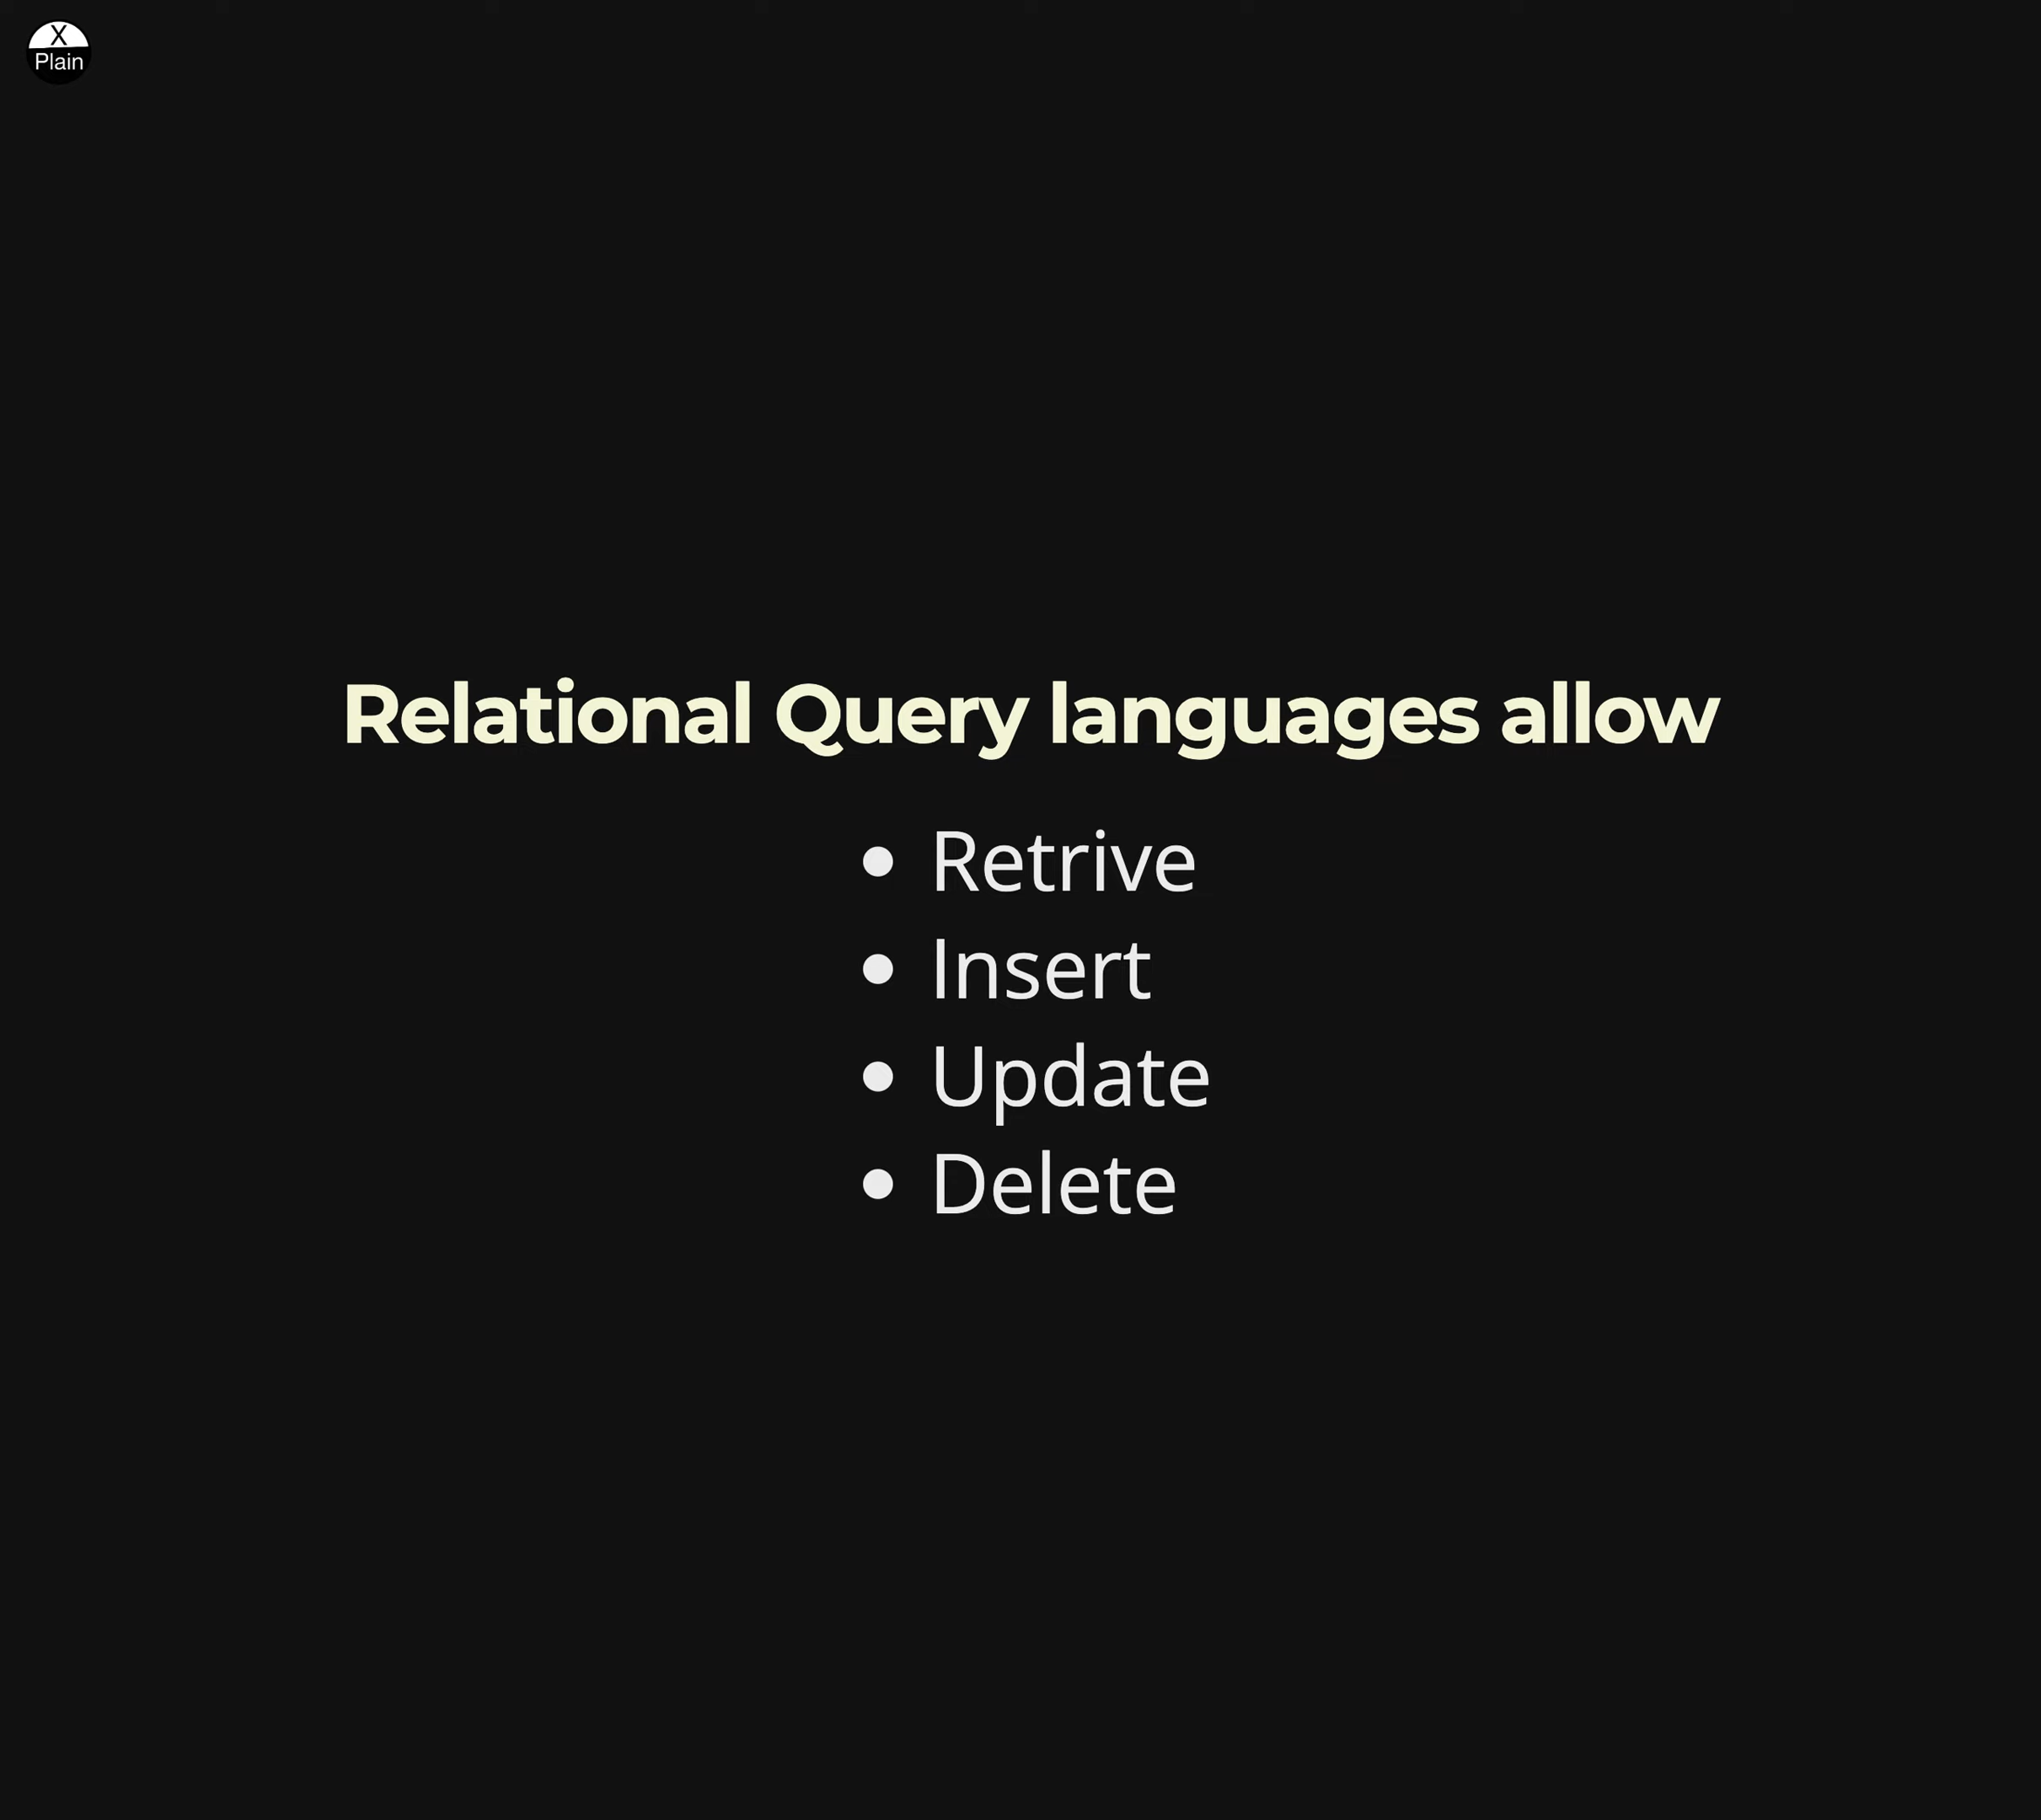 X
Plain
Relational Query languages allow
• Retrive
• Insert
• Update
• Delete